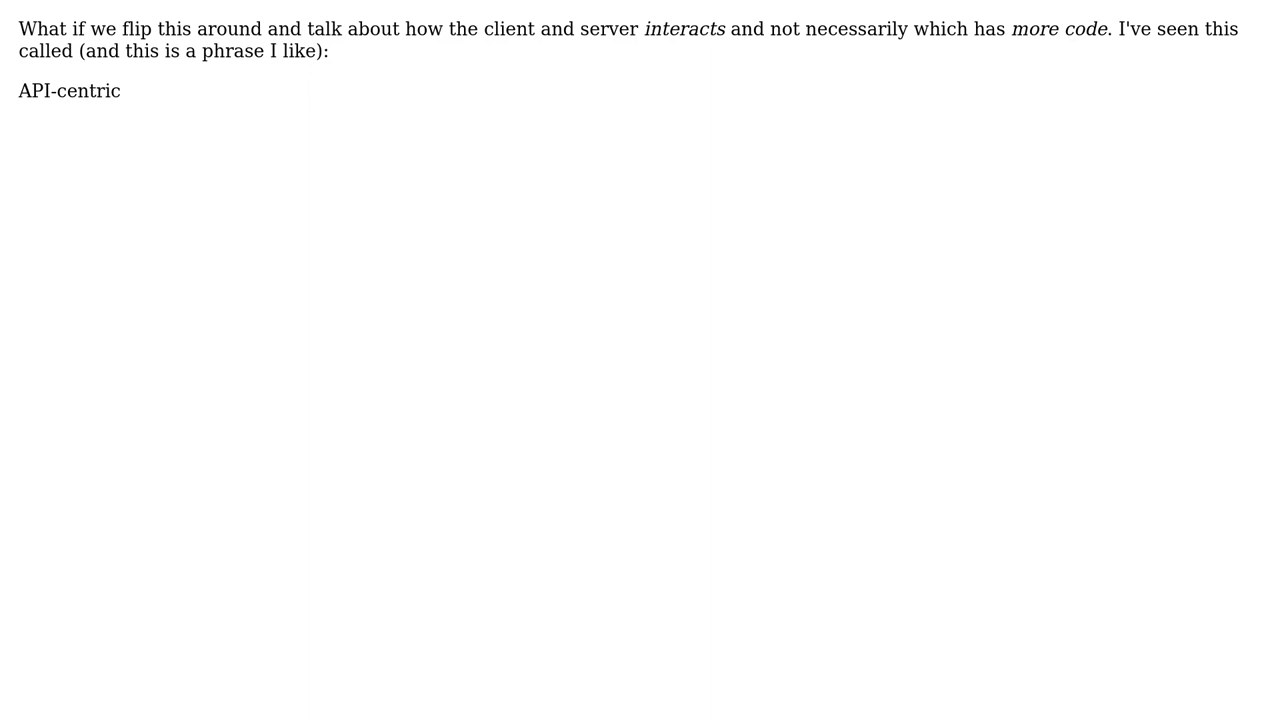 What if we flip this around and talk about how the client and server interacts and not necessarily which has more code. I've seen this
called (and this is a phrase I like):
API-centric